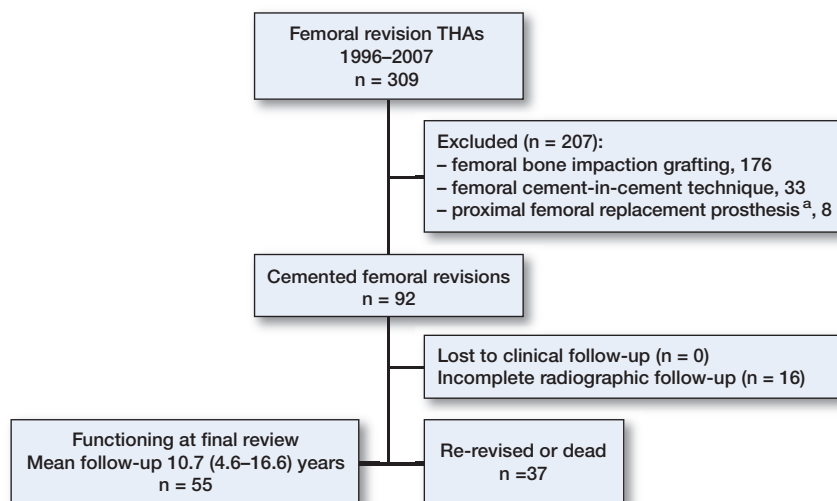 Femoral revision THAs
1996–2007
n = 309
Excluded (n = 207):
– femoral bone impaction grafting, 176
– femoral cement-in-cement technique, 33
– proximal femoral replacement prosthesis a, 8
Cemented femoral revisions
n = 92
Lost to clinical follow-up (n = 0)
Incomplete radiographic follow-up (n = 16)
Functioning at final review
Mean follow-up 10.7 (4.6–16.6) years
n = 55
Re-revised or dead
n =37